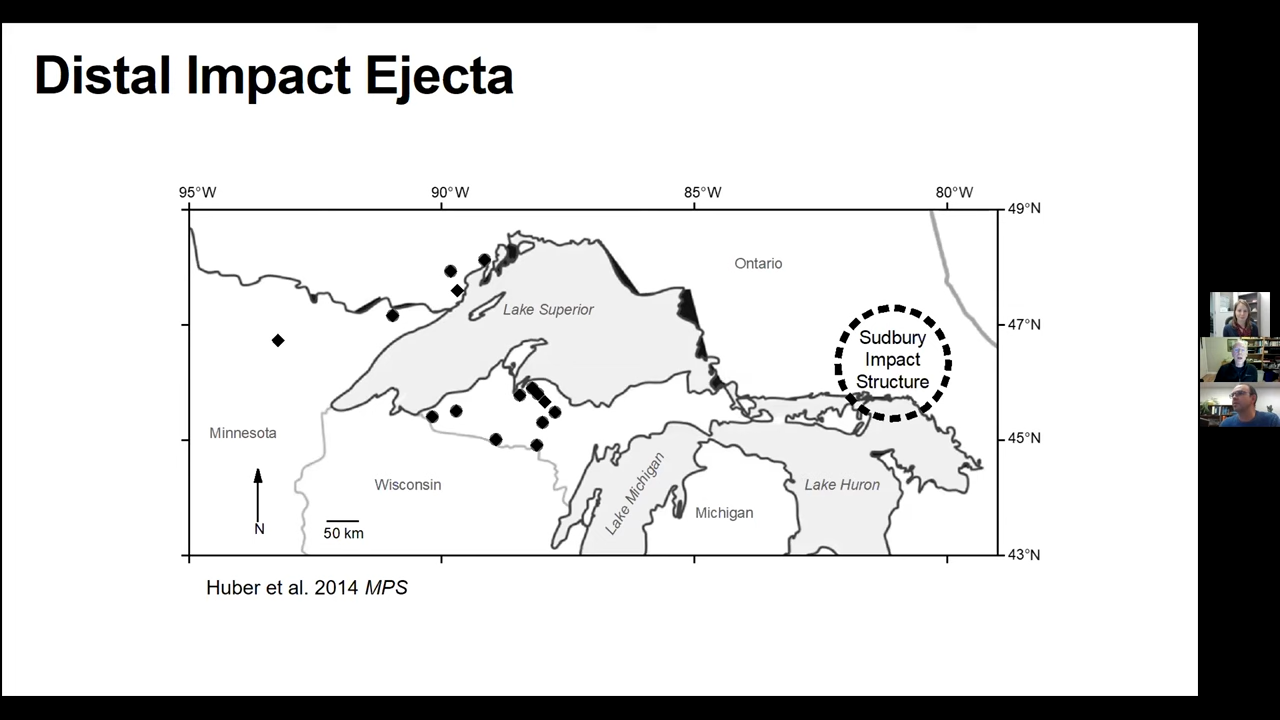 Distal Impact Ejecta
95°W
90°W
85°W
80°W
49°N
Ontario
Lake Superior
47°N
Sudbury
Impact
Structure
Minnesota
45°N
Wisconsin
Lake Michigan
Lake Huron
Michigan
N
50 km
43°N
Huber et al. 2014 MPS